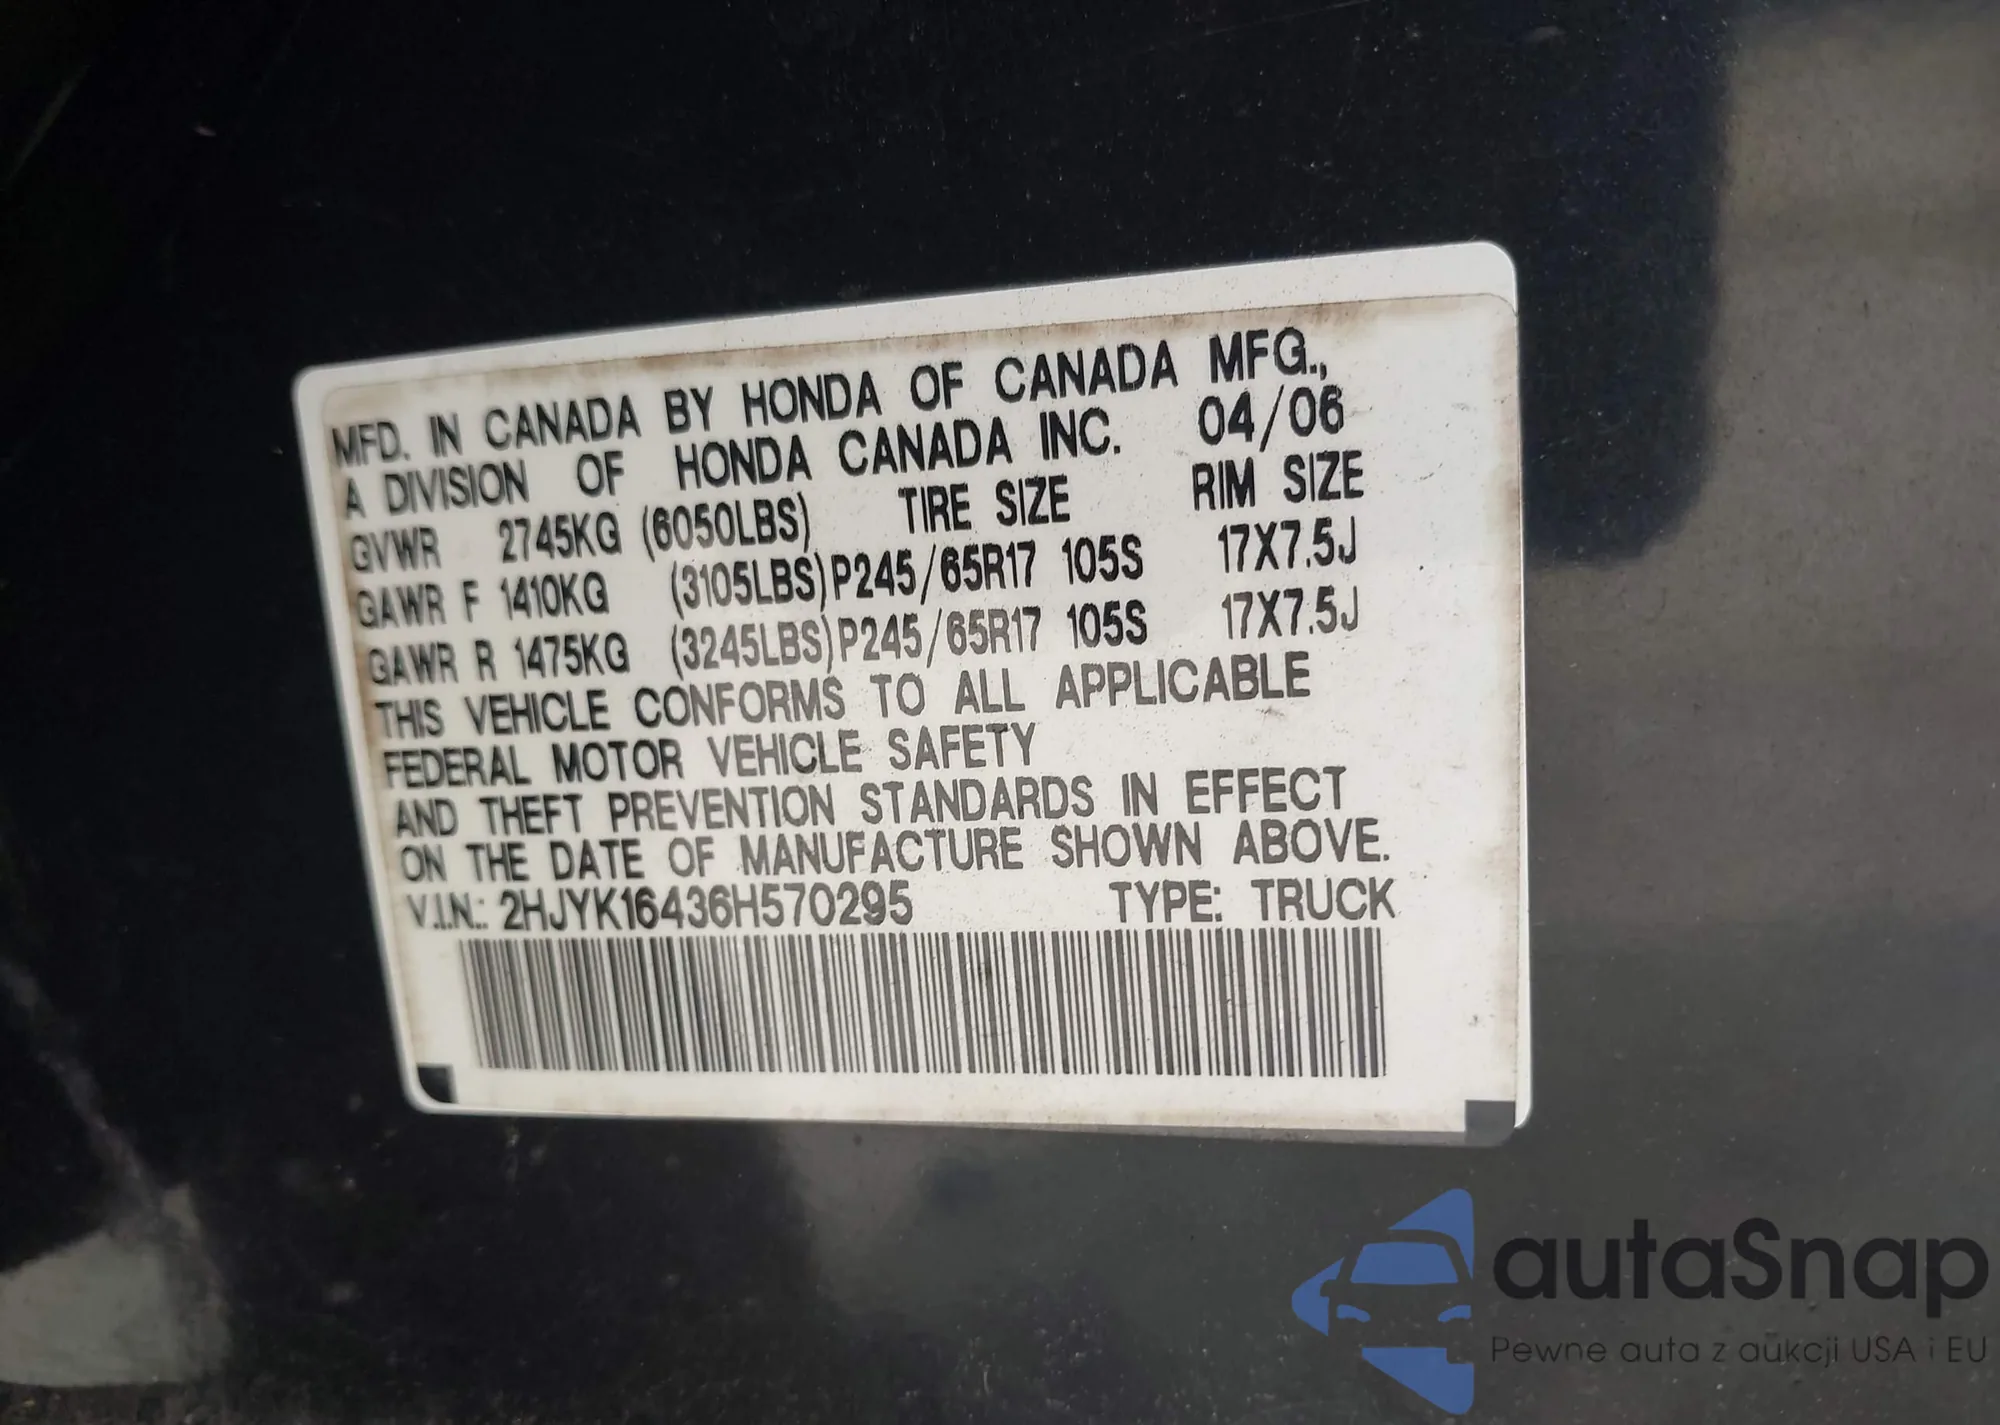 MFD. IN CANADA BY HONDA OF CANADA MFG.,
A DIVISION OF HONDA CANADA INC. 04/06
GVWR 2745KG (6050LBS) TIRE SIZE RIM SIZE
GAWR F 1410KG (3105LBS) P245/65R17 105S 17X7.5J
GAWR R 1475KG (3245LBS) P245/65R17 105S 17X7.5J
THIS VEHICLE CONFORMS TO ALL APPLICABLE
FEDERAL MOTOR VEHICLE SAFETY
AND THEFT PREVENTION STANDARDS IN EFFECT
ON THE DATE OF MANUFACTURE SHOWN ABOVE.
V.I.N.: 2HJYK16436H570295 TYPE: TRUCK
autaSnap
Pewne auta z aukcji USA i EU